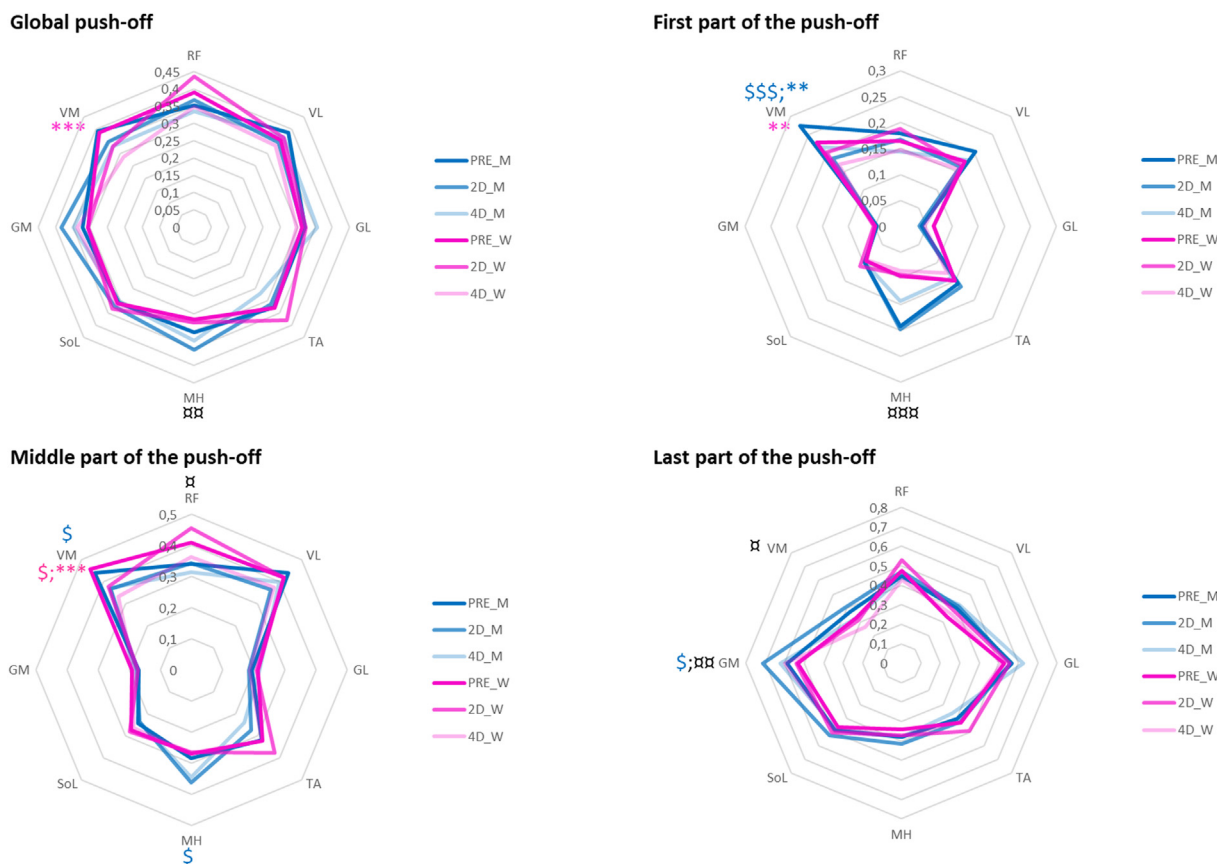 Global push-off
RF
VL
GL
TA
MH
¤¤
SoL
GM
VM
***
0,45
0,4
0,35
0,3
0,25
0,2
0,15
0,1
0,05
0
PRE_M
2D_M
4D_M
PRE_W
2D_W
4D_W
First part of the push-off
RF
VL
GL
TA
MH
¤¤¤
SoL
GM
$$$;**
VM
**
0,3
0,25
0,2
0,15
0,1
0,05
0
PRE_M
2D_M
4D_M
PRE_W
2D_W
4D_W
Middle part of the push-off
¤
RF
VL
GL
TA
MH
$
SoL
GM
$
VM
$;***
0,5
0,4
0,3
0,2
0,1
0
PRE_M
2D_M
4D_M
PRE_W
2D_W
4D_W
Last part of the push-off
RF
VL
GL
TA
MH
SoL
$;¤¤ GM
¤ VM
0,8
0,7
0,6
0,5
0,4
0,3
0,2
0,1
0
PRE_M
2D_M
4D_M
PRE_W
2D_W
4D_W